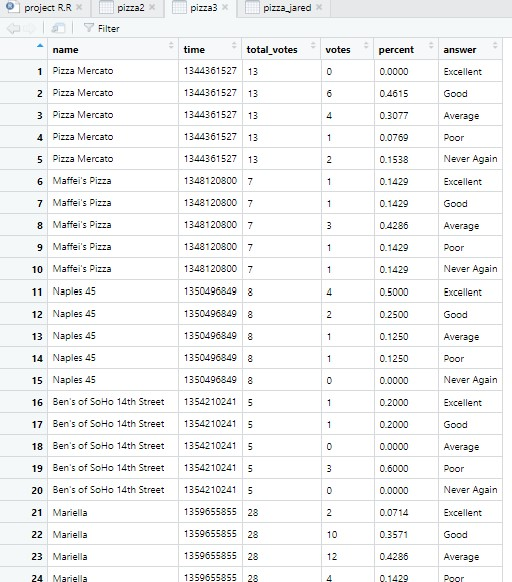 project R.R × pizza2 × pizza3 × pizza_jared ×
Filter
name time total_votes votes percent answer
1 Pizza Mercato 1344361527 13 0 0.0000 Excellent
2 Pizza Mercato 1344361527 13 6 0.4615 Good
3 Pizza Mercato 1344361527 13 4 0.3077 Average
4 Pizza Mercato 1344361527 13 1 0.0769 Poor
5 Pizza Mercato 1344361527 13 2 0.1538 Never Again
6 Maffei's Pizza 1348120800 7 1 0.1429 Excellent
7 Maffei's Pizza 1348120800 7 1 0.1429 Good
8 Maffei's Pizza 1348120800 7 3 0.4286 Average
9 Maffei's Pizza 1348120800 7 1 0.1429 Poor
10 Maffei's Pizza 1348120800 7 1 0.1429 Never Again
11 Naples 45 1350496849 8 4 0.5000 Excellent
12 Naples 45 1350496849 8 2 0.2500 Good
13 Naples 45 1350496849 8 1 0.1250 Average
14 Naples 45 1350496849 8 1 0.1250 Poor
15 Naples 45 1350496849 8 0 0.0000 Never Again
16 Ben's of SoHo 14th Street 1354210241 5 1 0.2000 Excellent
17 Ben's of SoHo 14th Street 1354210241 5 1 0.2000 Good
18 Ben's of SoHo 14th Street 1354210241 5 0 0.0000 Average
19 Ben's of SoHo 14th Street 1354210241 5 3 0.6000 Poor
20 Ben's of SoHo 14th Street 1354210241 5 0 0.0000 Never Again
21 Mariella 1359655855 28 2 0.0714 Excellent
22 Mariella 1359655855 28 10 0.3571 Good
23 Mariella 1359655855 28 12 0.4286 Average
24 Mariella 1359655855 28 4 0.1429 Poor